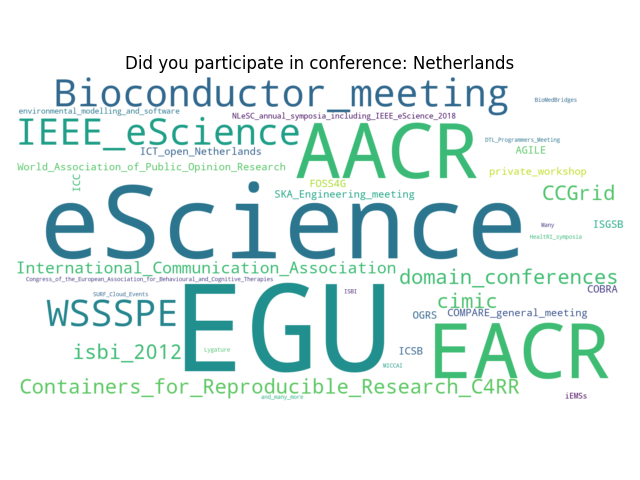 Did you participate in conference: Netherlands
Bioconductor_meeting
BioMedBridges
environmental_modelling_and_software
NLeSC_annual_symposia_including_IEEE_eScience_2018
IEEE_eScience
AACR
DTL_Programmers_Meeting
ICT_open_Netherlands
AGILE
World_Association_of_Public_Opinion_Research
private_workshop
ICC
FOSS4G
SKA_Engineering_meeting
CCGrid
eScience
Many
ISGSB
HealthRI_symposia
International_Communication_Association
domain_conferences
Congress_of_the_European_Association_for_Behavioural_and_Cognitive_Therapies
EGU
SURF_Cloud_Events
ISBI
COBRA
cimic
WSSSPE
OGRS
COMPARE_general_meeting
EACR
isbi_2012
Lygature
ICSB
MICCAI
Containers_for_Reproducible_Research_C4RR
and_many_more
iEMSs